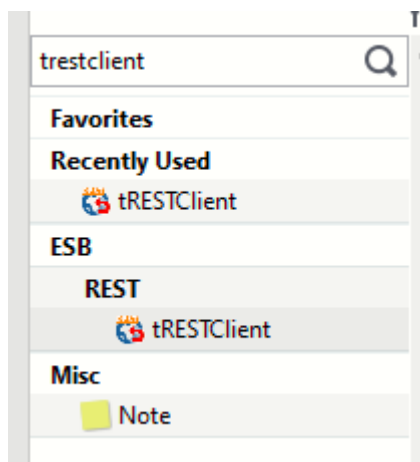 trestclient
Favorites
Recently Used
tRESTClient
ESB
REST
tRESTClient
Misc
Note